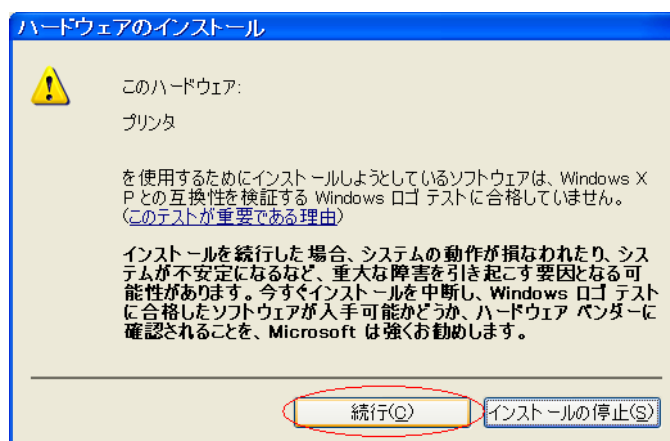 ハードウェアのインストール
このハードウェア:
プリンタ
を使用するためにインストールしようとしているソフトウェアは、Windows X
P との互換性を検証する Windows ロゴ テストに合格していません。
(このテストが重要である理由)
インストールを続行した場合、システムの動作が損なわれたり、シス
テムが不安定になるなど、重大な障害を引き起こす要因となる可
能性があります。今すぐインストールを中断し、Windows ロゴ テスト
に合格したソフトウェアが入手可能かどうか、ハードウェア ベンダーに
確認されることを、Microsoft は強くお勧めします。
続行(C) インストールの停止(S)